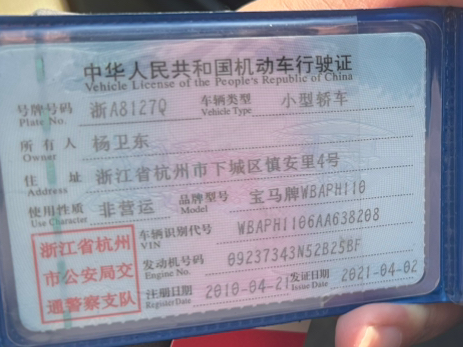 中华人民共和国机动车行驶证
Vehicle License of the People's Republic of China
号牌号码 浙A8127Q 车辆类型 小型轿车
Plate No. Vehicle Type
所有人 杨卫东
Owner
住址 浙江省杭州市下城区镇安里4号
Address
使用性质 非营运 品牌型号 宝马牌WBAPH110
Use Character Model
浙江省杭州
市公安局交
通警察支队
车辆识别代号 WBAPH1106AA638208
VIN
发动机号码 09237343N52B25BF
Engine No.
注册日期 2010-04-21 发证日期 2021-04-02
Register Date Issue Date